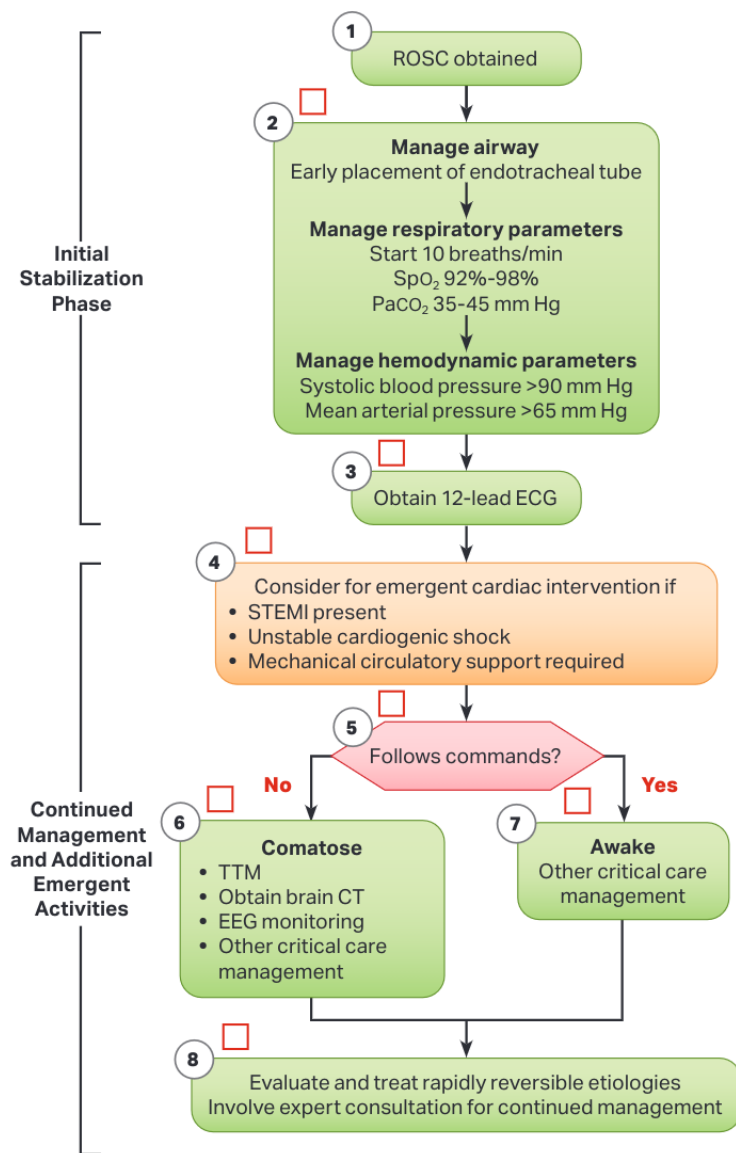 1
ROSC obtained
2
Manage airway
Early placement of endotracheal tube
Manage respiratory parameters
Start 10 breaths/min
SpO₂ 92%-98%
PaCO₂ 35-45 mm Hg
Manage hemodynamic parameters
Systolic blood pressure >90 mm Hg
Mean arterial pressure >65 mm Hg
Initial
Stabilization
Phase
3
Obtain 12-lead ECG
4
Consider for emergent cardiac intervention if
• STEMI present
• Unstable cardiogenic shock
• Mechanical circulatory support required
5
Follows commands?
No
Yes
6
Comatose
• TTM
• Obtain brain CT
• EEG monitoring
• Other critical care
management
7
Awake
Other critical care
management
Continued
Management
and Additional
Emergent
Activities
8
Evaluate and treat rapidly reversible etiologies
Involve expert consultation for continued management